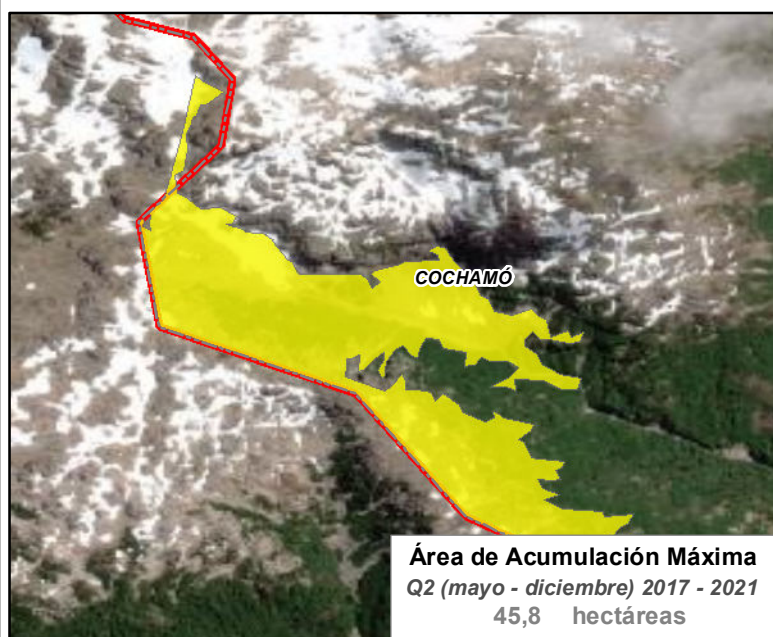 COCHAMÓ
Área de Acumulación Máxima
Q2 (mayo - diciembre) 2017 - 2021
45,8 hectáreas